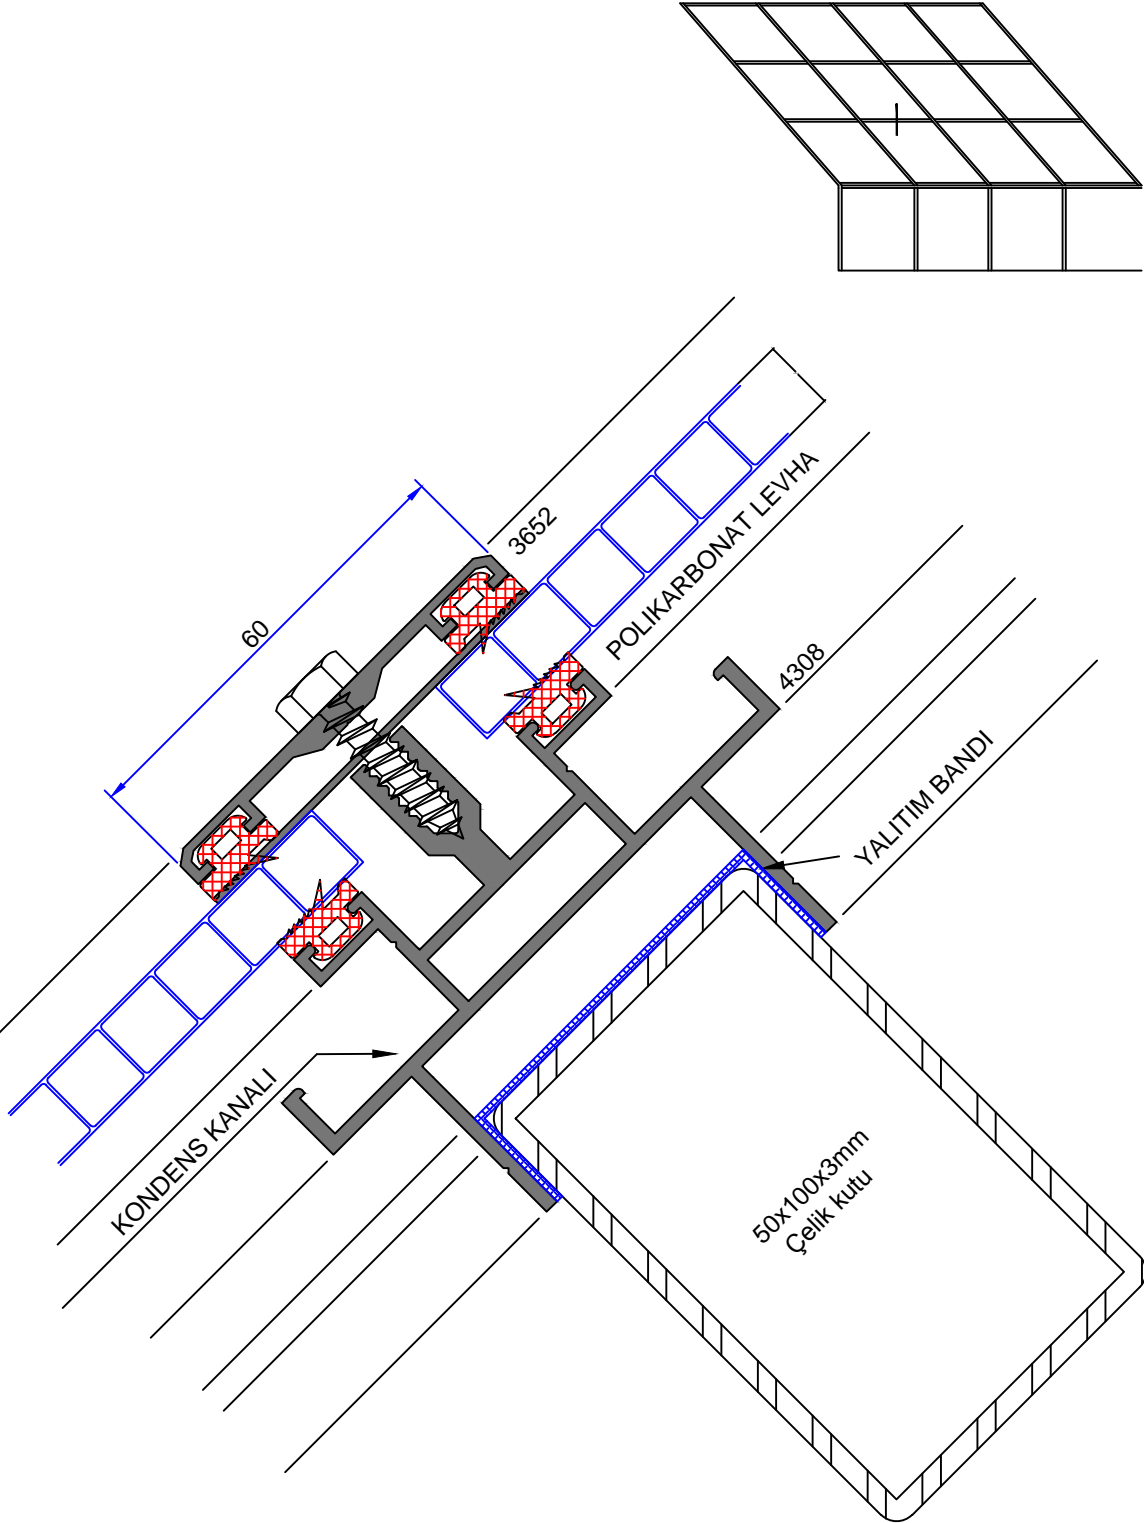 3652
60
POLIKARBONAT LEVHA
4308
YALITIM BANDI
KONDENS KANALI
50x100x3mm
Çelik kutu